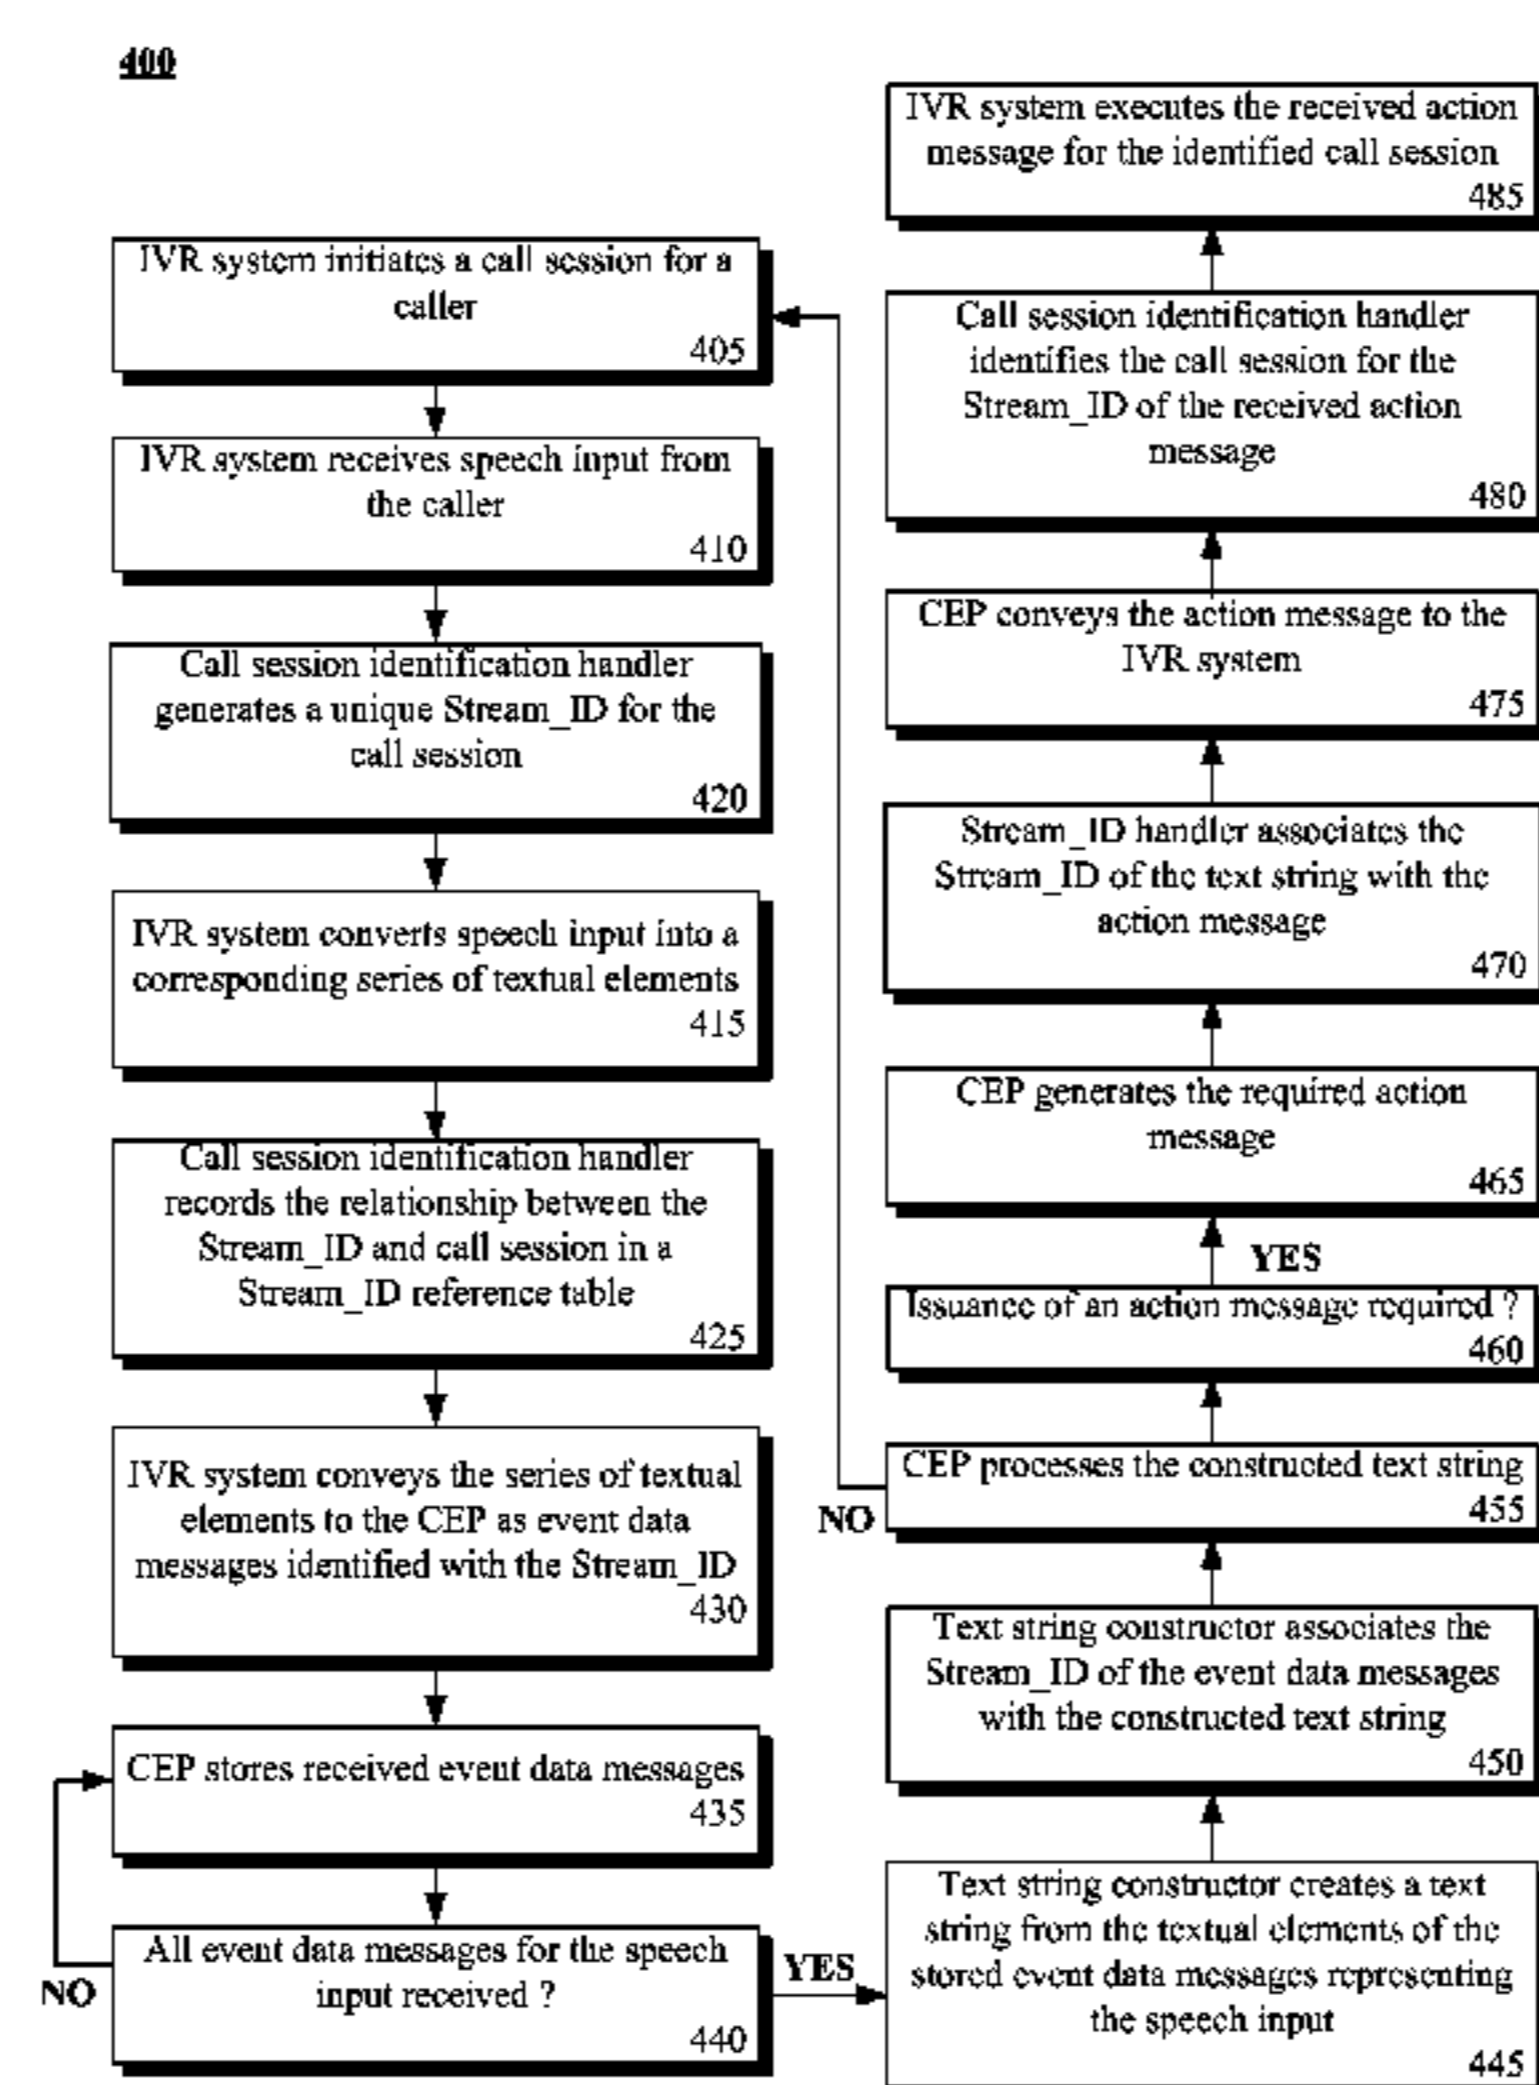 400
IVR system initiates a call session for a
caller
405
IVR system receives speech input from
the caller
410
Call session identification handler
generates a unique Stream_ID for the
call session
420
IVR system converts speech input into a
corresponding series of textual elements
415
Call session identification handler
records the relationship between the
Stream_ID and call session in a
Stream_ID reference table
425
IVR system conveys the series of textual
elements to the CEP as event data
messages identified with the Stream_ID
430
CEP stores received event data messages
435
All event data messages for the speech
input received ?
440
NO
YES
Text string constructor creates a text
string from the textual elements of the
stored event data messages representing
the speech input
445
Text string constructor associates the
Stream_ID of the event data messages
with the constructed text string
450
CEP processes the constructed text string
455
NO
Issuance of an action message required ?
460
YES
CEP generates the required action
message
465
Stream_ID handler associates the
Stream_ID of the text string with the
action message
470
CEP conveys the action message to the
IVR system
475
Call session identification handler
identifies the call session for the
Stream_ID of the received action
message
480
IVR system executes the received action
message for the identified call session
485